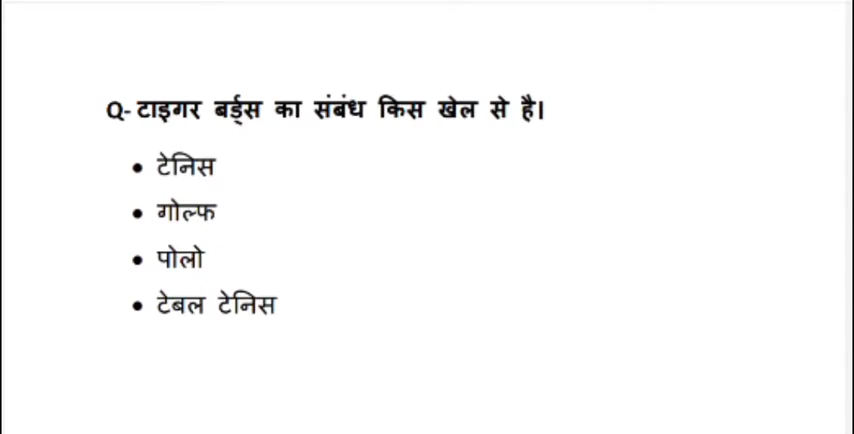 Q- टाइगर बर्ड्स का संबंध किस खेल से है।
• टेनिस
• गोल्फ
• पोलो
• टेबल टेनिस